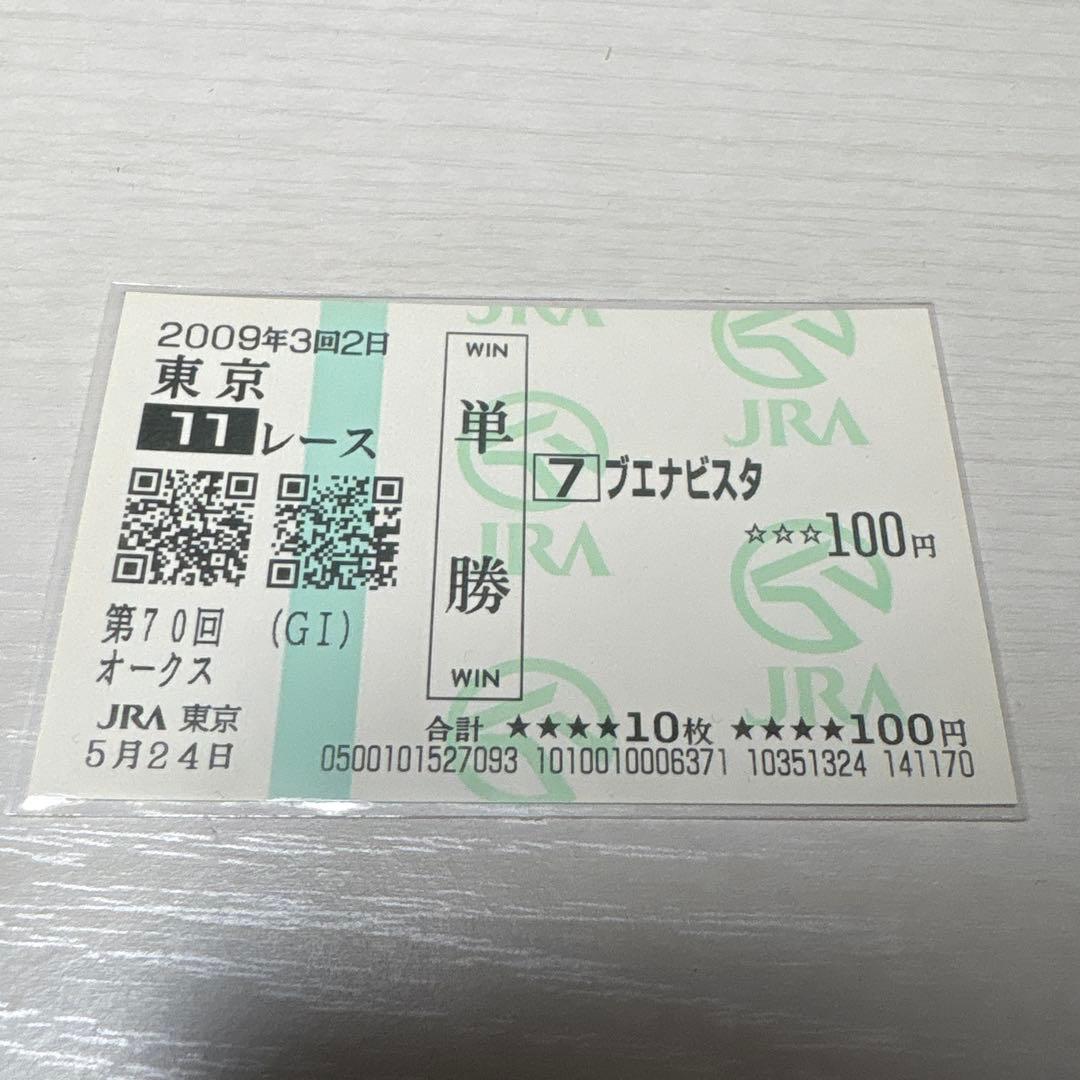 2009年3回2日
東京
11レース
第70回 (GI)
オークス
JRA 東京
5月24日
WIN
単勝
WIN
7 ブエナビスタ
☆☆☆100円
合計 ★★★★10枚 ★★★★100円
0500101527093 1010010006371 10351324 141170
JRA
JRA
JRA
JRA